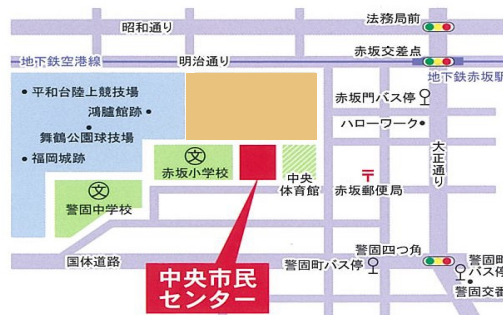 昭和通り
法務局前
赤坂交差点
地下鉄空港線
明治通り
地下鉄赤坂駅
平和台陸上競技場
鴻臚館跡
舞鶴公園球技場
福岡城跡
赤坂門バス停
ハローワーク
大正通り
文
赤坂小学校
中央
体育館
〒
赤坂郵便局
文
警固中学校
国体道路
中央市民
センター
警固四つ角
警固町バス停
警固町
バス停
警固交番